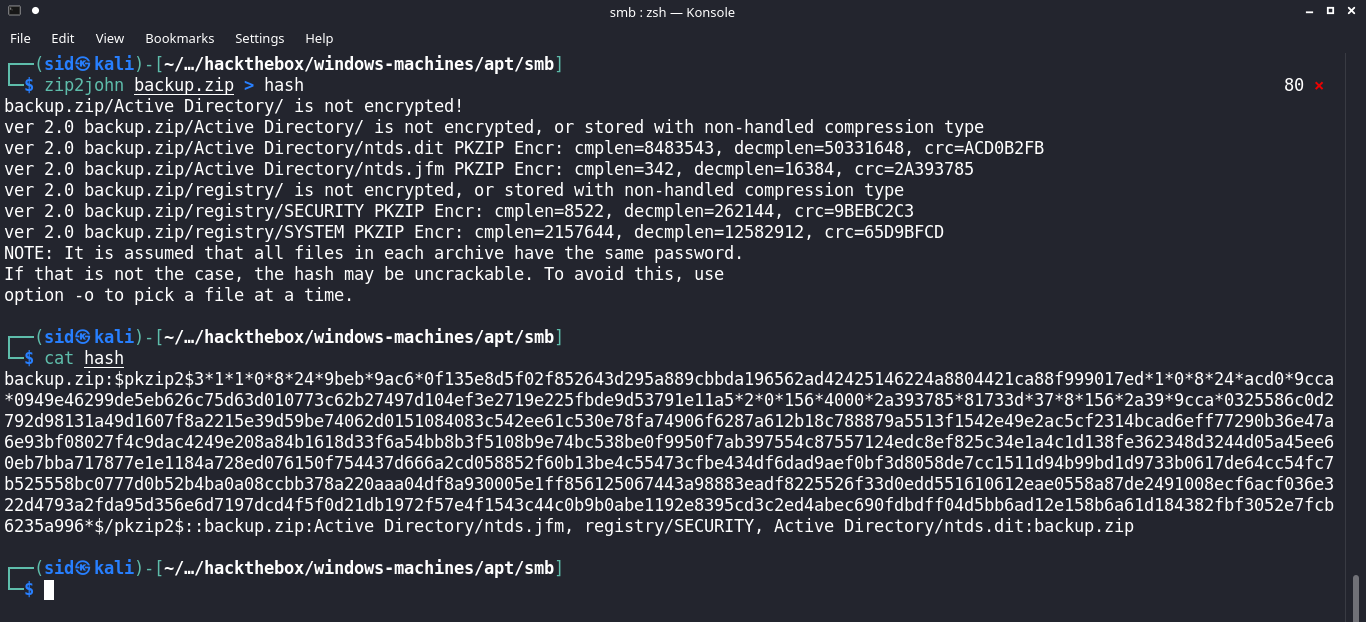 smb : zsh — Konsole
File Edit View Bookmarks Settings Help
┌──(sid㉿kali)-[~/…/hackthebox/windows-machines/apt/smb]
└─$ zip2john backup.zip > hash 80 ⨯
backup.zip/Active Directory/ is not encrypted!
ver 2.0 backup.zip/Active Directory/ is not encrypted, or stored with non-handled compression type
ver 2.0 backup.zip/Active Directory/ntds.dit PKZIP Encr: cmplen=8483543, decmplen=50331648, crc=ACD0B2FB
ver 2.0 backup.zip/Active Directory/ntds.jfm PKZIP Encr: cmplen=342, decmplen=16384, crc=2A393785
ver 2.0 backup.zip/registry/ is not encrypted, or stored with non-handled compression type
ver 2.0 backup.zip/registry/SECURITY PKZIP Encr: cmplen=8522, decmplen=262144, crc=9BEBC2C3
ver 2.0 backup.zip/registry/SYSTEM PKZIP Encr: cmplen=2157644, decmplen=12582912, crc=65D9BFCD
NOTE: It is assumed that all files in each archive have the same password.
If that is not the case, the hash may be uncrackable. To avoid this, use
option -o to pick a file at a time.
┌──(sid㉿kali)-[~/…/hackthebox/windows-machines/apt/smb]
└─$ cat hash
backup.zip:$pkzip2$3*1*1*0*8*24*9beb*9ac6*0f135e8d5f02f852643d295a889cbbda196562ad42425146224a8804421ca88f999017ed*1*0*8*24*acd0*9cca
*0949e46299de5eb626c75d63d010773c62b27497d104ef3e2719e225fbde9d53791e11a5*2*0*156*4000*2a393785*81733d*37*8*156*2a39*9cca*0325586c0d2
792d98131a49d1607f8a2215e39d59be74062d0151084083c542ee61c530e78fa74906f6287a612b18c788879a5513f1542e49e2ac5cf2314bcad6eff77290b36e47a
6e93bf08027f4c9dac4249e208a84b1618d33f6a54bb8b3f5108b9e74bc538be0f9950f7ab397554c87557124edc8ef825c34e1a4c1d138fe362348d3244d05a45ee6
0eb7bba717877e1e1184a728ed076150f754437d666a2cd058852f60b13be4c55473cfbe434df6dad9aef0bf3d8058de7cc1511d94b99bd1d9733b0617de64cc54fc7
b525558bc0777d0b52b4ba0a08ccbb378a220aaa04df8a930005e1ff856125067443a98883eadf8225526f33d0edd551610612eae0558a87de2491008ecf6acf036e3
22d4793a2fda95d356e6d7197dcd4f5f0d21db1972f57e4f1543c44c0b9b0abe1192e8395cd3c2ed4abec690fdbdff04d5bb6ad12e158b6a61d184382fbf3052e7fcb
6235a996*$/pkzip2$::backup.zip:Active Directory/ntds.jfm, registry/SECURITY, Active Directory/ntds.dit:backup.zip
┌──(sid㉿kali)-[~/…/hackthebox/windows-machines/apt/smb]
└─$